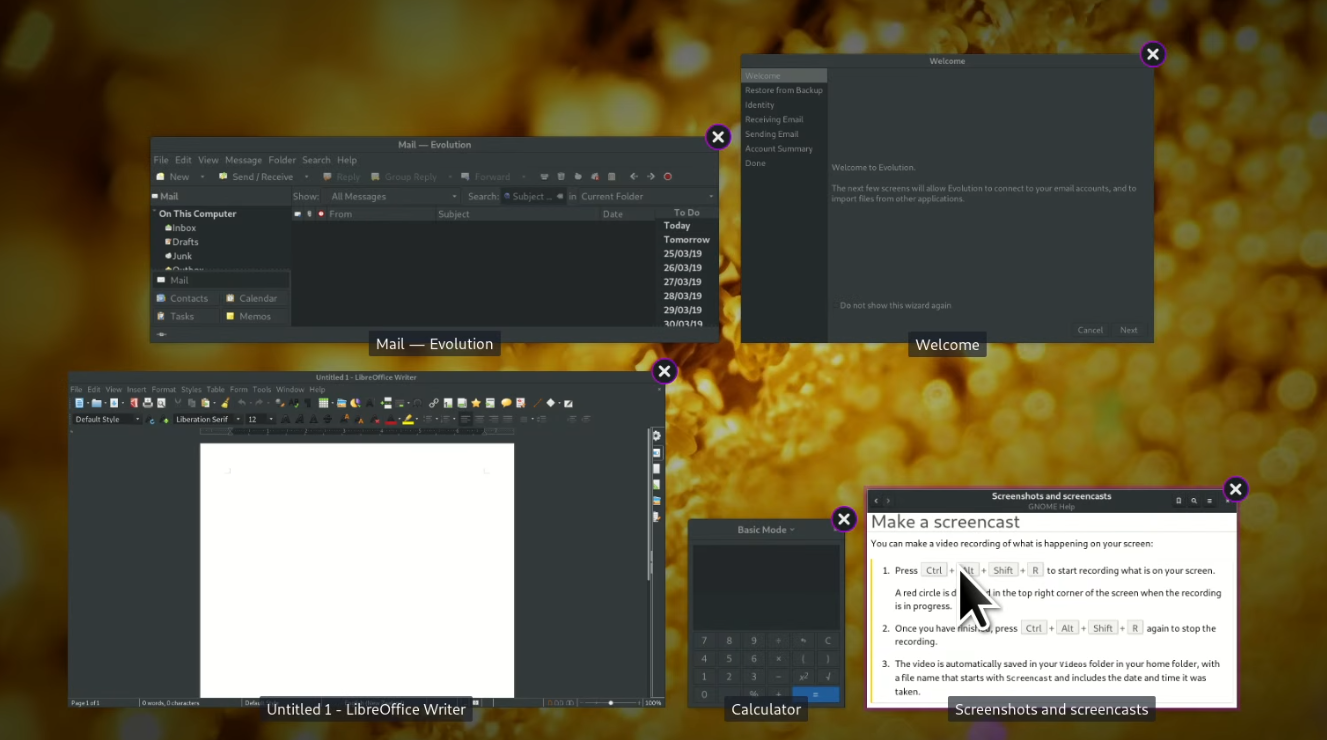 Welcome
Welcome
Restore from Backup
Identity
Receiving Email
Sending Email
Account Summary
Done
Welcome to Evolution.
The next few screens will allow Evolution to connect to your email accounts, and to
import files from other applications.
Do not show this wizard again
Cancel Next
Welcome
Mail — Evolution
File Edit View Message Folder Search Help
New Send / Receive Reply Group Reply Forward
Mail Show: All Messages Search: Subject ... in Current Folder
On This Computer From Subject Date To Do
Inbox
Drafts
Junk
Outbox
Mail
Contacts Calendar
Tasks Memos
Today
Tomorrow
25/03/19
26/03/19
27/03/19
28/03/19
29/03/19
30/03/19
Mail — Evolution
Untitled 1 - LibreOffice Writer
File Edit View Insert Format Styles Table Form Tools Window Help
Default Style Liberation Serif 12
Page 1 of 1 0 words, 0 characters 100%
Untitled 1 - LibreOffice Writer
Basic Mode
7 8 9 ÷ C
4 5 6 × ( )
1 2 3 − x² √
0 % + =
Calculator
Screenshots and screencasts
GNOME Help
Make a screencast
You can make a video recording of what is happening on your screen:
1. Press Ctrl + Alt + Shift + R to start recording what is on your screen.
A red circle is in the top right corner of the screen when the recording
is in progress.
2. Once you have finished, press Ctrl + Alt + Shift + R again to stop the
recording.
3. The video is automatically saved in your Videos folder in your home folder, with
a file name that starts with Screencast and includes the date and time it was
taken.
Screenshots and screencasts